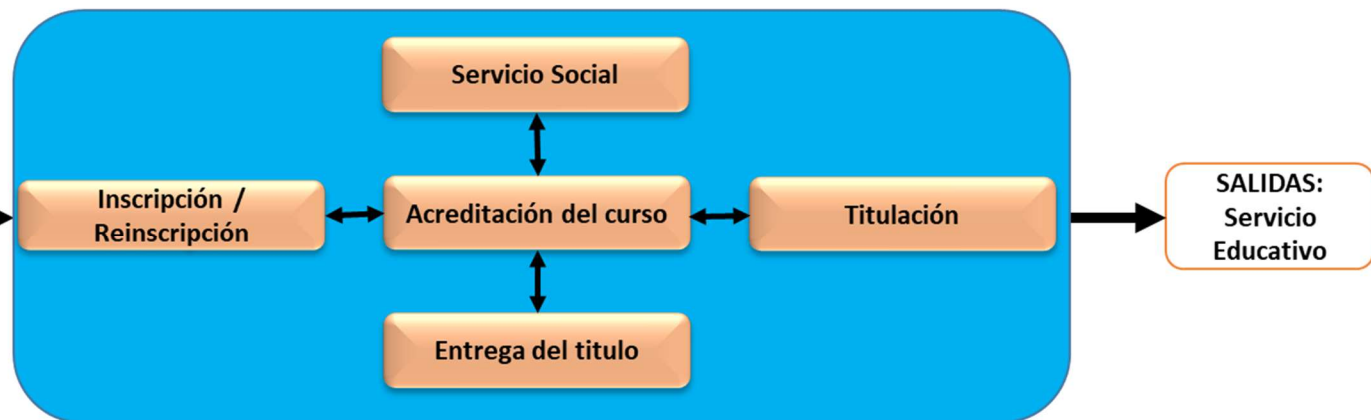 Servicio Social
Inscripción /
Reinscripción
Acreditación del curso
Titulación
SALIDAS:
Servicio
Educativo
Entrega del titulo